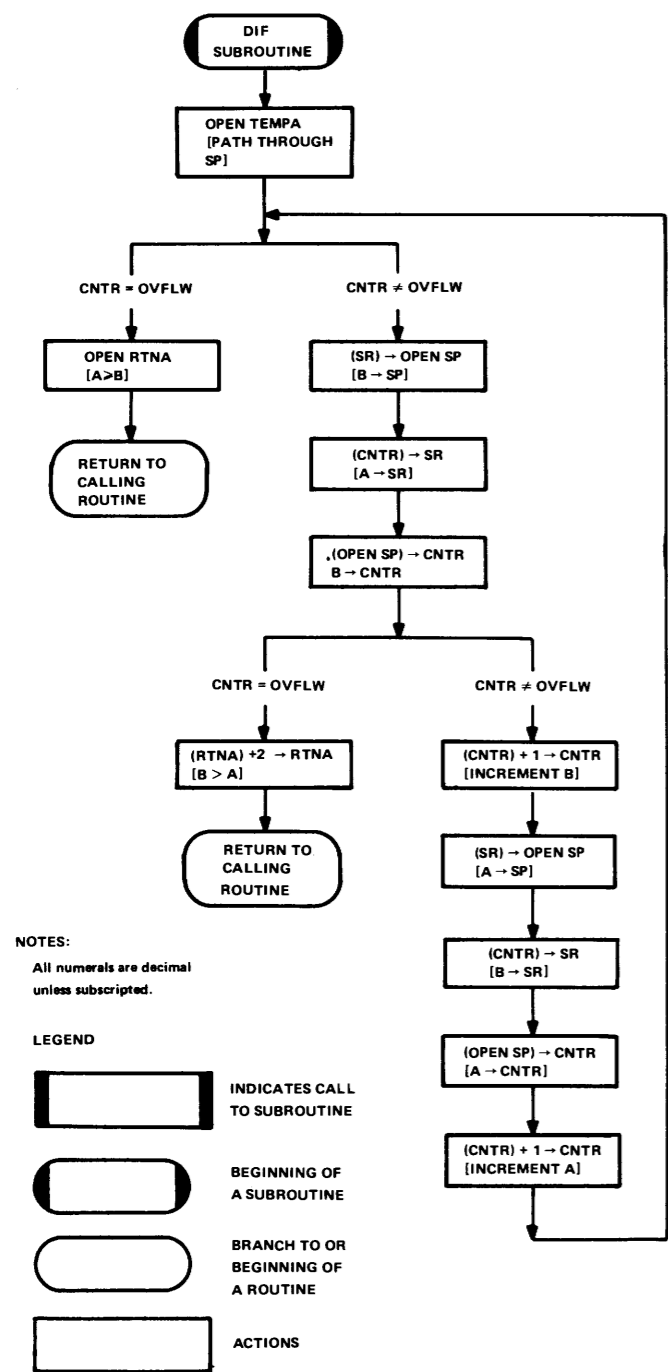 DIF
SUBROUTINE
OPEN TEMPA
[PATH THROUGH
SP]
CNTR = OVFLW
CNTR ≠ OVFLW
OPEN RTNA
[A⩾B]
(SR) → OPEN SP
[B → SP]
RETURN TO
CALLING
ROUTINE
(CNTR) → SR
[A → SR]
(OPEN SP) → CNTR
B → CNTR
CNTR = OVFLW
CNTR ≠ OVFLW
(RTNA) +2 → RTNA
[B > A]
(CNTR) + 1 → CNTR
[INCREMENT B]
RETURN TO
CALLING
ROUTINE
(SR) → OPEN SP
[A → SP]
(CNTR) → SR
[B → SR]
(OPEN SP) → CNTR
[A → CNTR]
(CNTR) + 1 → CNTR
[INCREMENT A]
NOTES:
All numerals are decimal
unless subscripted.
LEGEND
INDICATES CALL
TO SUBROUTINE
BEGINNING OF
A SUBROUTINE
BRANCH TO OR
BEGINNING OF
A ROUTINE
ACTIONS